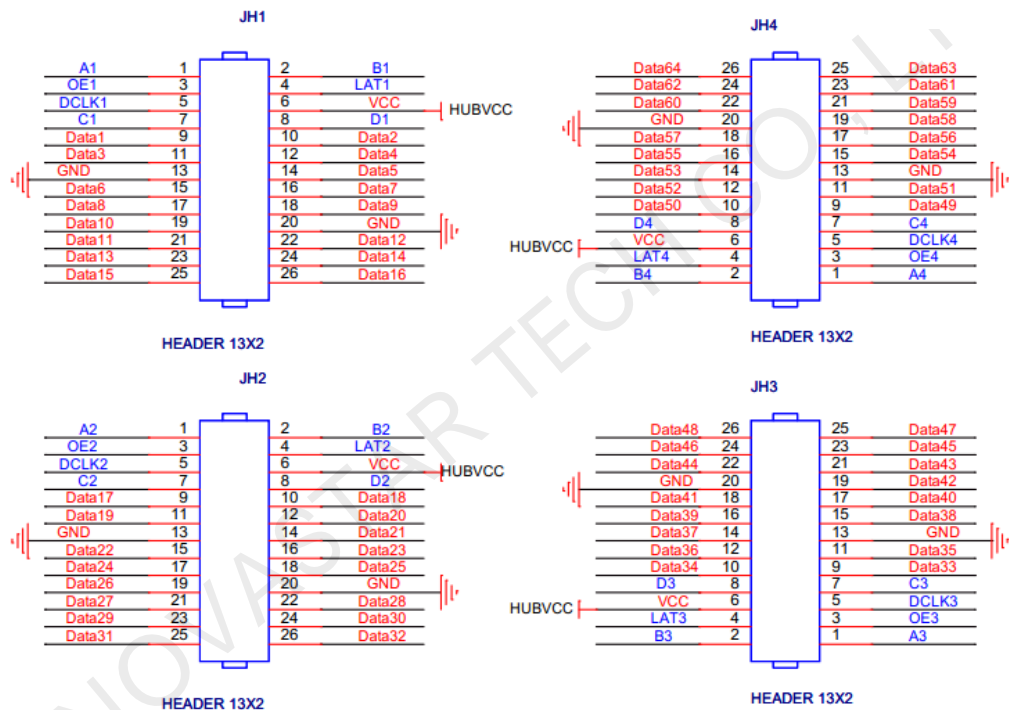 JH1
A1 1 2 B1
OE1 3 4 LAT1
DCLK1 5 6 VCC HUBVCC
C1 7 8 D1
Data1 9 10 Data2
Data3 11 12 Data4
GND 13 14 Data5
Data6 15 16 Data7
Data8 17 18 Data9
Data10 19 20 GND
Data11 21 22 Data12
Data13 23 24 Data14
Data15 25 26 Data16
HEADER 13X2
JH4
Data64 26 25 Data63
Data62 24 23 Data61
Data60 22 21 Data59
GND 20 19 Data58
Data57 18 17 Data56
Data55 16 15 Data54
Data53 14 13 GND
Data52 12 11 Data51
Data50 10 9 Data49
D4 8 7 C4
HUBVCC VCC 6 5 DCLK4
LAT4 4 3 OE4
B4 2 1 A4
HEADER 13X2
JH2
A2 1 2 B2
OE2 3 4 LAT2
DCLK2 5 6 VCC HUBVCC
C2 7 8 D2
Data17 9 10 Data18
Data19 11 12 Data20
GND 13 14 Data21
Data22 15 16 Data23
Data24 17 18 Data25
Data26 19 20 GND
Data27 21 22 Data28
Data29 23 24 Data30
Data31 25 26 Data32
HEADER 13X2
JH3
Data48 26 25 Data47
Data46 24 23 Data45
Data44 22 21 Data43
GND 20 19 Data42
Data41 18 17 Data40
Data39 16 15 Data38
Data37 14 13 GND
Data36 12 11 Data35
Data34 10 9 Data33
D3 8 7 C3
HUBVCC VCC 6 5 DCLK3
LAT3 4 3 OE3
B3 2 1 A3
HEADER 13X2
NOVASTAR TECH CO., L